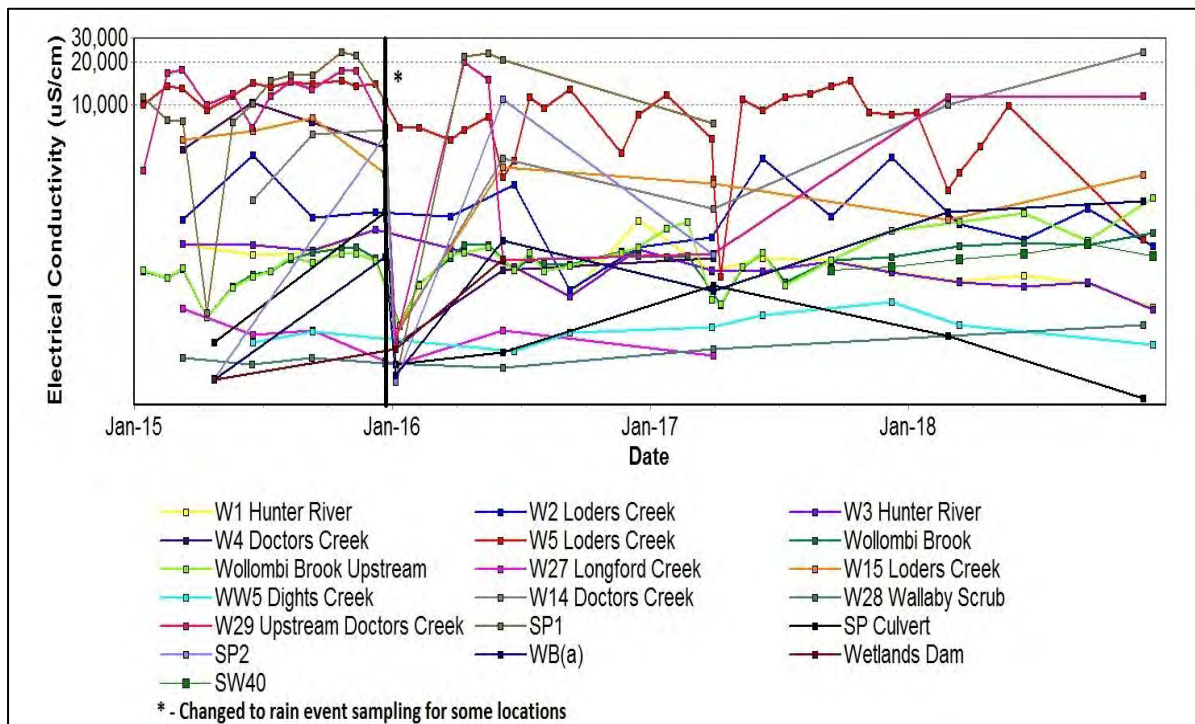 Electrical Conductivity (uS/cm)
30,000
20,000
10,000
*
Jan-15 Jan-16 Jan-17 Jan-18
Date
W1 Hunter River W2 Loders Creek W3 Hunter River
W4 Doctors Creek W5 Loders Creek Wollombi Brook
Wollombi Brook Upstream W27 Longford Creek W15 Loders Creek
WW5 Dights Creek W14 Doctors Creek W28 Wallaby Scrub
W29 Upstream Doctors Creek SP1 SP Culvert
SP2 WB(a) Wetlands Dam
SW40
* - Changed to rain event sampling for some locations